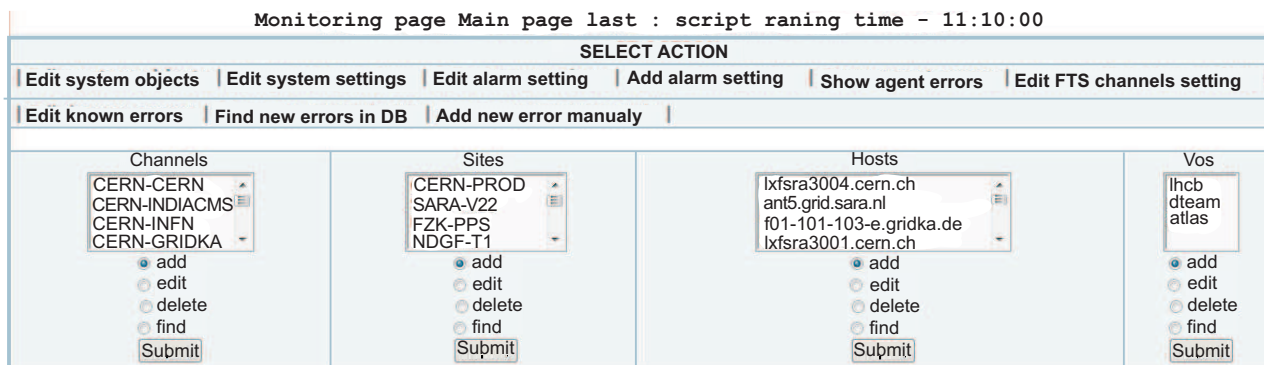 Monitoring page Main page last : script raning time - 11:10:00
SELECT ACTION
Edit system objects Edit system settings Edit alarm setting Add alarm setting Show agent errors Edit FTS channels setting
Edit known errors Find new errors in DB Add new error manualy
Channels
CERN-CERN
CERN-INDIACMS
CERN-INFN
CERN-GRIDKA
add
edit
delete
find
Submit
Sites
CERN-PROD
SARA-V22
FZK-PPS
NDGF-T1
add
edit
delete
find
Submit
Hosts
lxfsra3004.cern.ch
ant5.grid.sara.nl
f01-101-103-e.gridka.de
lxfsra3001.cern.ch
add
edit
delete
find
Submit
Vos
lhcb
dteam
atlas
add
edit
delete
find
Submit